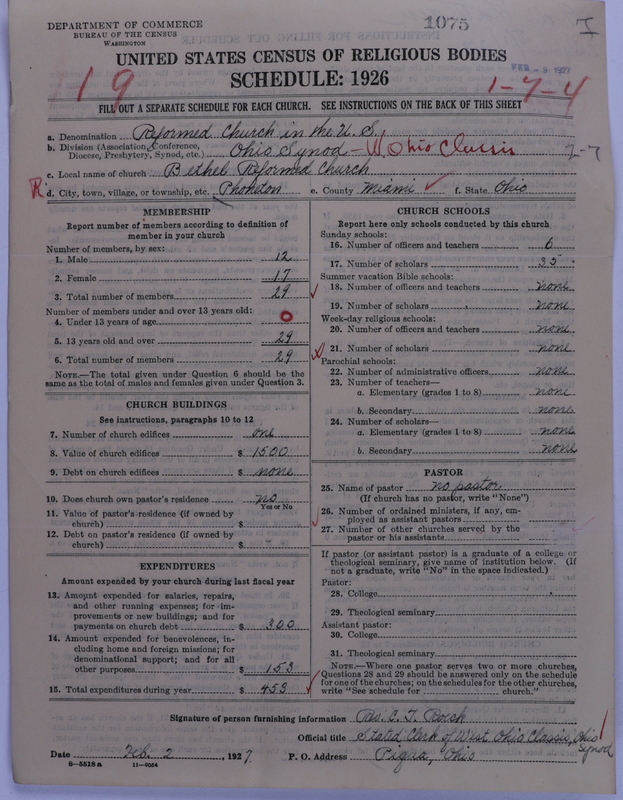 DEPARTMENT OF COMMERCE
BUREAU OF THE CENSUS
WASHINGTON
1075
I
UNITED STATES CENSUS OF RELIGIOUS BODIES
FEB - 3 1927
SCHEDULE: 1926
19
1-7-4
FILL OUT A SEPARATE SCHEDULE FOR EACH CHURCH. SEE INSTRUCTIONS ON THE BACK OF THIS SHEET
a. Denomination Reformed Church in the U.S.
b. Division (Association, Conference,
Diocese, Presbytery, Synod, etc.) Ohio Synod - W. Ohio Classis
I-7
c. Local name of church Bethel Reformed Church
d. City, town, village, or township, etc. Phoneton e. County Miami f. State Ohio
MEMBERSHIP
Report number of members according to definition of
member in your church
Number of members, by sex:
1. Male 12
2. Female 17
3. Total number of members 29
Number of members under and over 13 years old:
4. Under 13 years of age 0
5. 13 years old and over 29
6. Total number of members 29
NOTE.—The total given under Question 6 should be the
same as the total of males and females given under Question 3.
CHURCH BUILDINGS
See instructions, paragraphs 10 to 12
7. Number of church edifices one
8. Value of church edifices $ 1500
9. Debt on church edifices $ none
10. Does church own pastor's residence no
Yes or No
11. Value of pastor's residence (if owned by
church) $
12. Debt on pastor's residence (if owned by
church) $
EXPENDITURES
Amount expended by your church during last fiscal year
13. Amount expended for salaries, repairs,
and other running expenses; for im-
provements or new buildings; and for
payments on church debt $ 300
14. Amount expended for benevolences, in-
cluding home and foreign missions; for
denominational support; and for all
other purposes $ 153
15. Total expenditures during year $ 453
CHURCH SCHOOLS
Report here only schools conducted by this church
Sunday schools:
16. Number of officers and teachers 6
17. Number of scholars 35
Summer vacation Bible schools:
18. Number of officers and teachers none
19. Number of scholars none
Week-day religious schools:
20. Number of officers and teachers none
21. Number of scholars none
Parochial schools:
22. Number of administrative officers none
23. Number of teachers—
a. Elementary (grades 1 to 8) none
b. Secondary none
24. Number of scholars—
a. Elementary (grades 1 to 8) none
b. Secondary none
PASTOR
25. Name of pastor no pastor
(If church has no pastor, write "None")
26. Number of ordained ministers, if any, em-
ployed as assistant pastors
27. Number of other churches served by the
pastor or his assistants
If pastor (or assistant pastor) is a graduate of a college or
theological seminary, give name of institution below. (If
not a graduate, write "No" in the space indicated.)
Pastor:
28. College
29. Theological seminary
Assistant pastor:
30. College
31. Theological seminary
NOTE.—Where one pastor serves two or more churches,
Questions 28 and 29 should be answered only on the schedule
for one of the churches; on the schedules for the other churches,
write "See schedule for church."
Signature of person furnishing information
Official title Stated Clerk of West Ohio Classis, Ohio Synod
Date Feb. 2, 1927 P. O. Address Piqua, Ohio
8-5518 a 11-9054